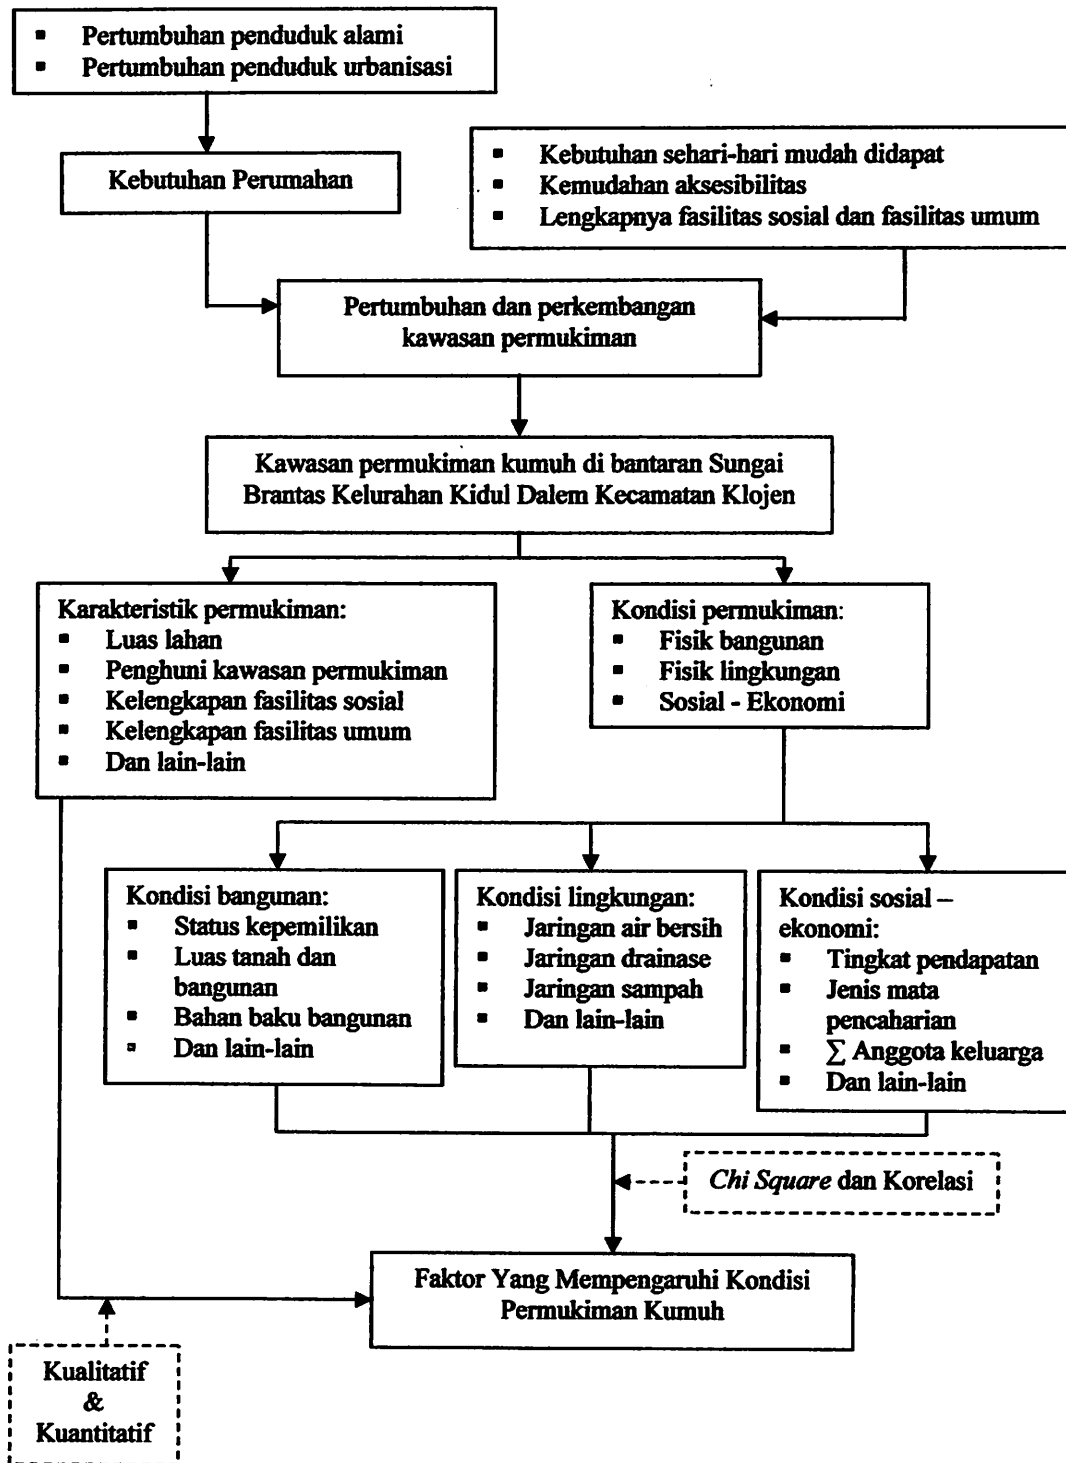 ▪ Pertumbuhan penduduk alami
▪ Pertumbuhan penduduk urbanisasi
Kebutuhan Perumahan
▪ Kebutuhan sehari-hari mudah didapat
▪ Kemudahan aksesibilitas
▪ Lengkapnya fasilitas sosial dan fasilitas umum
Pertumbuhan dan perkembangan
kawasan permukiman
Kawasan permukiman kumuh di bantaran Sungai
Brantas Kelurahan Kidul Dalem Kecamatan Klojen
Karakteristik permukiman:
▪ Luas lahan
▪ Penghuni kawasan permukiman
▪ Kelengkapan fasilitas sosial
▪ Kelengkapan fasilitas umum
▪ Dan lain-lain
Kondisi permukiman:
▪ Fisik bangunan
▪ Fisik lingkungan
▪ Sosial - Ekonomi
Kondisi bangunan:
▪ Status kepemilikan
▪ Luas tanah dan
bangunan
▪ Bahan baku bangunan
▪ Dan lain-lain
Kondisi lingkungan:
▪ Jaringan air bersih
▪ Jaringan drainase
▪ Jaringan sampah
▪ Dan lain-lain
Kondisi sosial –
ekonomi:
▪ Tingkat pendapatan
▪ Jenis mata
pencaharian
▪ ∑ Anggota keluarga
▪ Dan lain-lain
Chi Square dan Korelasi
Faktor Yang Mempengaruhi Kondisi
Permukiman Kumuh
Kualitatif
&
Kuantitatif